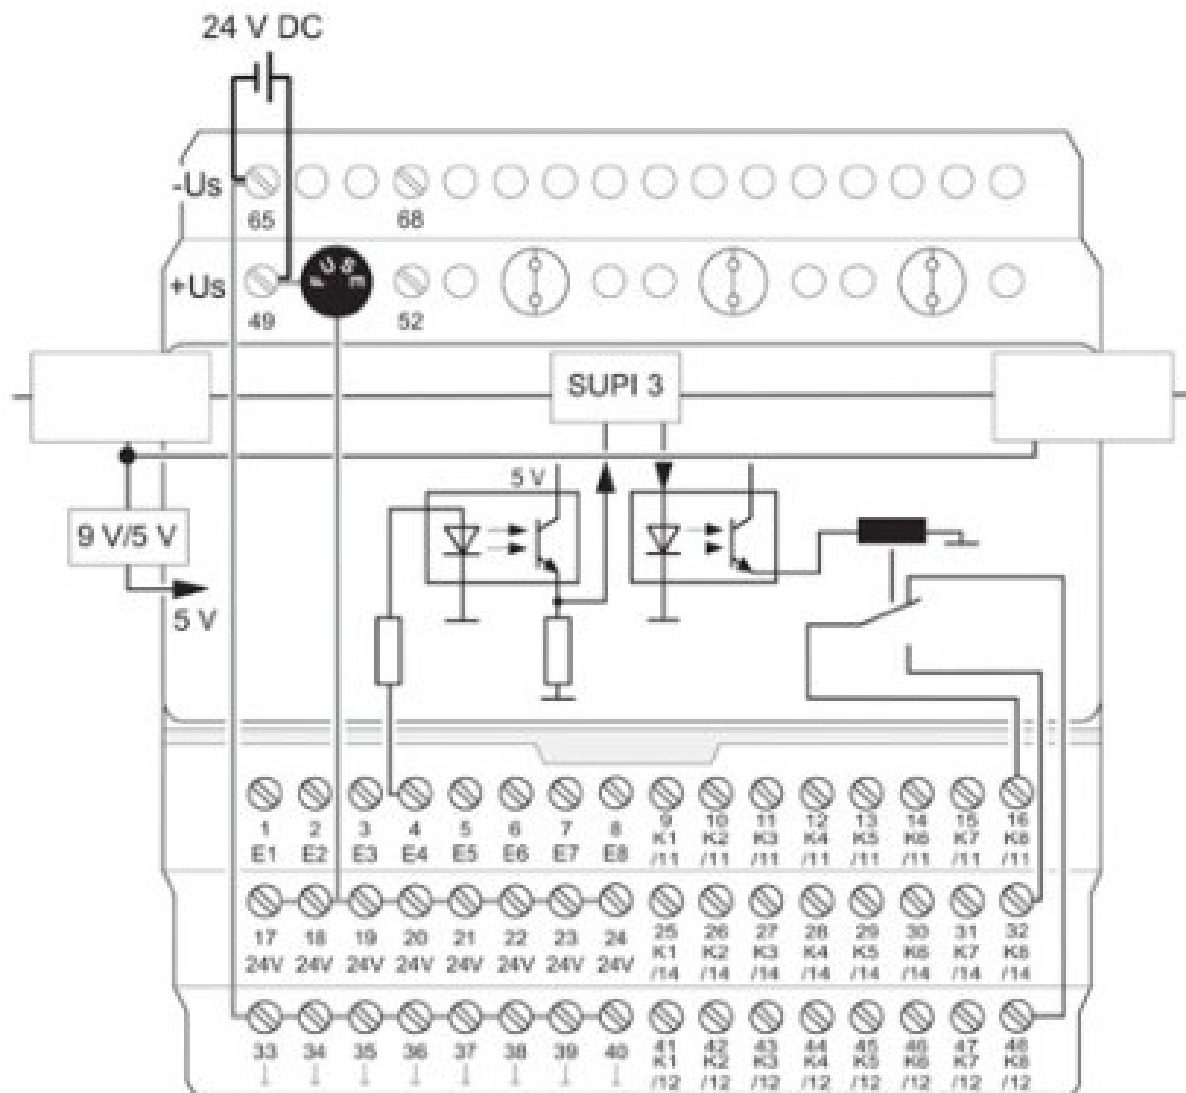 24 V DC
-Us
65 68
+Us
FUSE
49 52
SUPI 3
5 V
9 V/5 V
5 V
1 2 3 4 5 6 7 8 9 10 11 12 13 14 15 16
E1 E2 E3 E4 E5 E6 E7 E8 K1 K2 K3 K4 K5 K6 K7 K8
/11 /11 /11 /11 /11 /11 /11 /11
17 18 19 20 21 22 23 24 25 26 27 28 29 30 31 32
24V 24V 24V 24V 24V 24V 24V 24V K1 K2 K3 K4 K5 K6 K7 K8
/14 /14 /14 /14 /14 /14 /14 /14
33 34 35 36 37 38 39 40 41 42 43 44 45 46 47 48
K1 K2 K3 K4 K5 K6 K7 K8
/12 /12 /12 /12 /12 /12 /12 /12